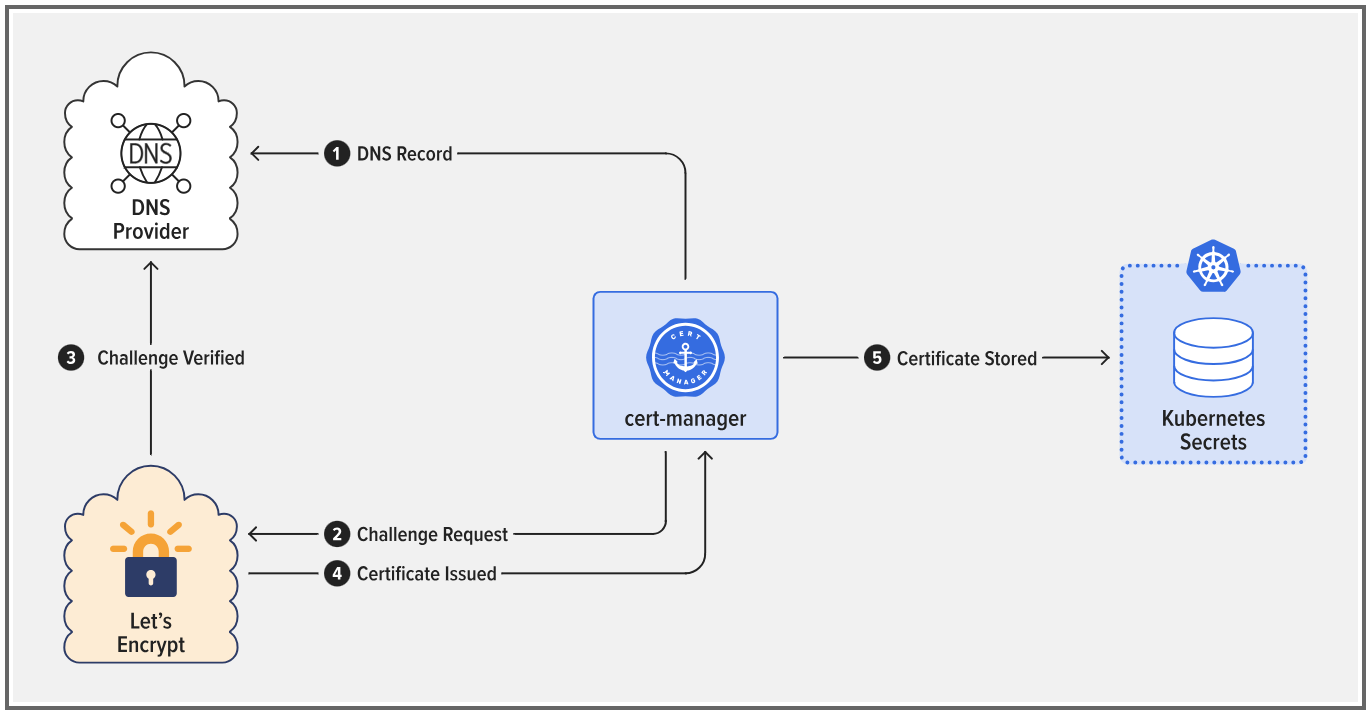 DNS
DNS
Provider
1 DNS Record
CERT
MANAGER
cert-manager
3 Challenge Verified
5 Certificate Stored
Kubernetes
Secrets
2 Challenge Request
4 Certificate Issued
Let’s
Encrypt